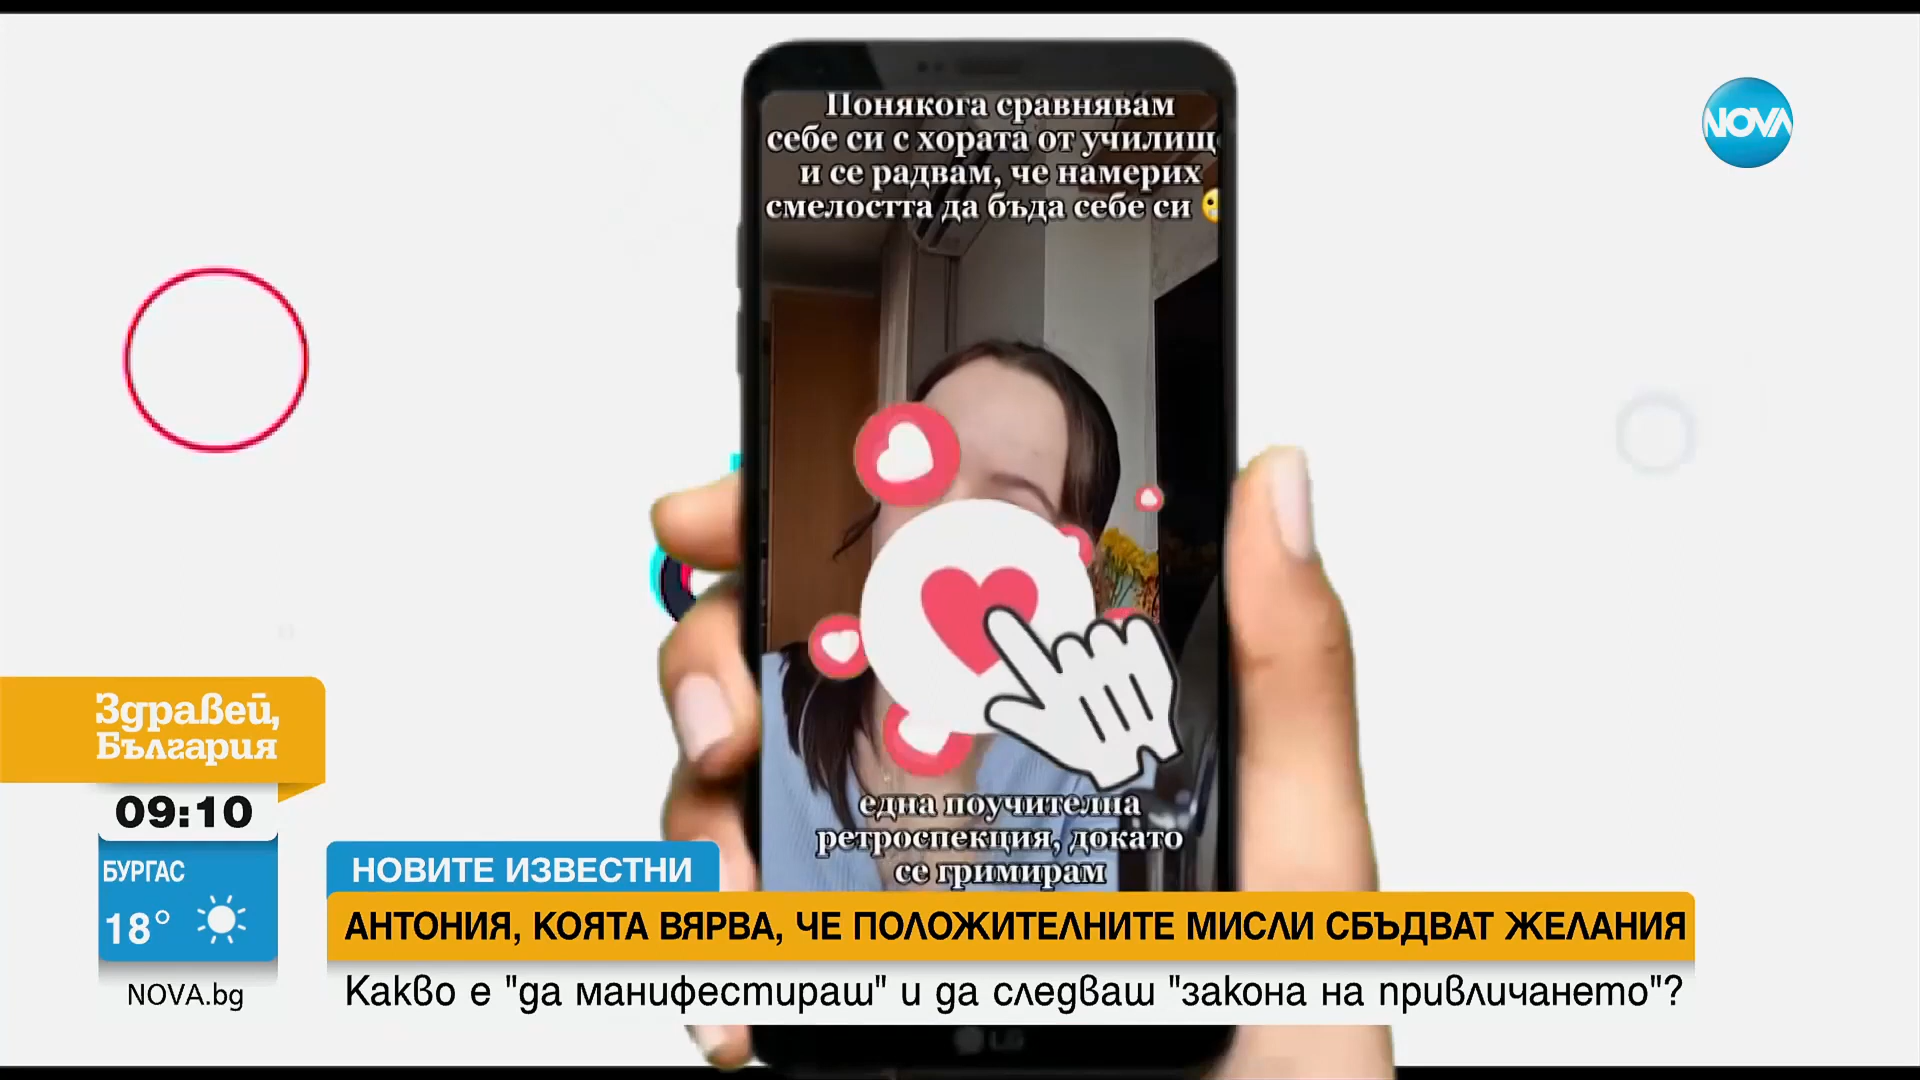 Понякога сравнявам
себе си с хората от училищ
и се радвам, че намерих
смелостта да бъда себе си
NOVA
една поучителна
ретроспекция, докато
се гримирам
Здравей,
България
09:10
БУРГАС
18°
NOVA.bg
НОВИТЕ ИЗВЕСТНИ
АНТОНИЯ, КОЯТО ВЯРВА, ЧЕ ПОЛОЖИТЕЛНИТЕ МИСЛИ СБЪДВАТ ЖЕЛАНИЯ
Какво е "да манифестираш" и да следваш "закона на привличането"?
LG